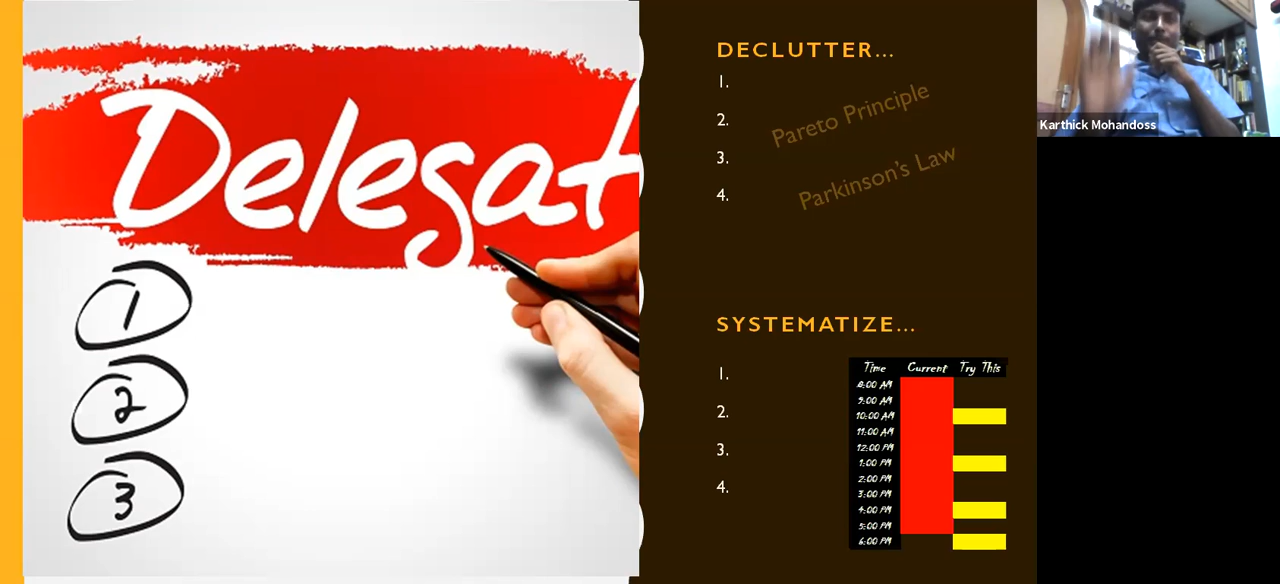 Delegat
1
2
3
DECLUTTER...
1.
2.
3.
4.
Pareto Principle
Parkinson's Law
SYSTEMATIZE...
1.
2.
3.
4.
Time Current Try This
8:00 AM
9:00 AM
10:00 AM
11:00 AM
12:00 PM
1:00 PM
2:00 PM
3:00 PM
4:00 PM
5:00 PM
6:00 PM
Karthick Mohandoss